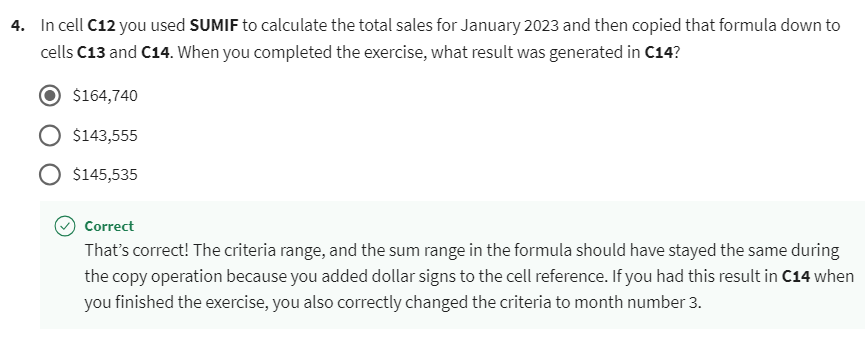 4. In cell C12 you used SUMIF to calculate the total sales for January 2023 and then copied that formula down to
cells C13 and C14. When you completed the exercise, what result was generated in C14?
$164,740
$143,555
$145,535
Correct
That’s correct! The criteria range, and the sum range in the formula should have stayed the same during
the copy operation because you added dollar signs to the cell reference. If you had this result in C14 when
you finished the exercise, you also correctly changed the criteria to month number 3.